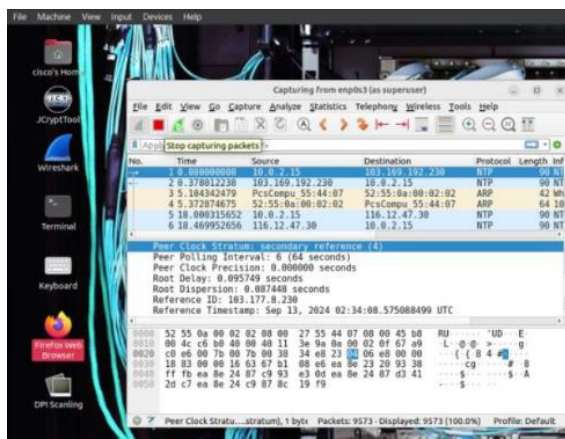 File Machine View Input Devices Help
cisco's Home
JCryptTool
Wireshark
Terminal
Keyboard
Firefox Web
Browser
DPI Scanling
Capturing from enp0s3 (as superuser)
File Edit View Go Capture Analyze Statistics Telephony Wireless Tools Help
Appl Stop capturing packets
No. Time Source Destination Protocol Length Inf
1 0.000000000 10.0.2.15 103.169.192.230 NTP 90 NT
2 0.378012238 103.169.192.230 10.0.2.15 NTP 90 NT
3 5.104342479 PcsCompu_55:44:07 52:55:0a:00:02:02 ARP 42 Wh
4 5.372874675 52:55:0a:00:02:02 PcsCompu_55:44:07 ARP 64 10
5 18.000315652 10.0.2.15 116.12.47.30 NTP 90 NT
6 18.469952656 116.12.47.30 10.0.2.15 NTP 90 NT
Peer Clock Stratum: secondary reference (4)
Peer Polling Interval: 6 (64 seconds)
Peer Clock Precision: 0.000000 seconds
Root Delay: 0.095749 seconds
Root Dispersion: 0.087448 seconds
Reference ID: 103.177.8.230
Reference Timestamp: Sep 13, 2024 02:34:08.575088499 UTC
0000 52 55 0a 00 02 02 08 00 27 55 44 07 08 00 45 b8
0010 00 4c c6 b0 40 00 40 11 3e 9a 0a 00 02 0f 67 a9
0020 c0 e6 00 7b 00 7b 00 38 34 e8 23 04 06 e8 00 00
0030 18 83 00 00 16 63 67 b1 08 e6 ea 8e 23 20 93 38
0040 ff fb ea 8e 24 87 c9 93 e3 0d ea 8e 24 87 d3 41
0050 2d c7 ea 8e 24 c9 87 8c 19 f9
Peer Clock Stratu....stratum), 1 byte Packets: 9573 · Displayed: 9573 (100.0%) Profile: Default